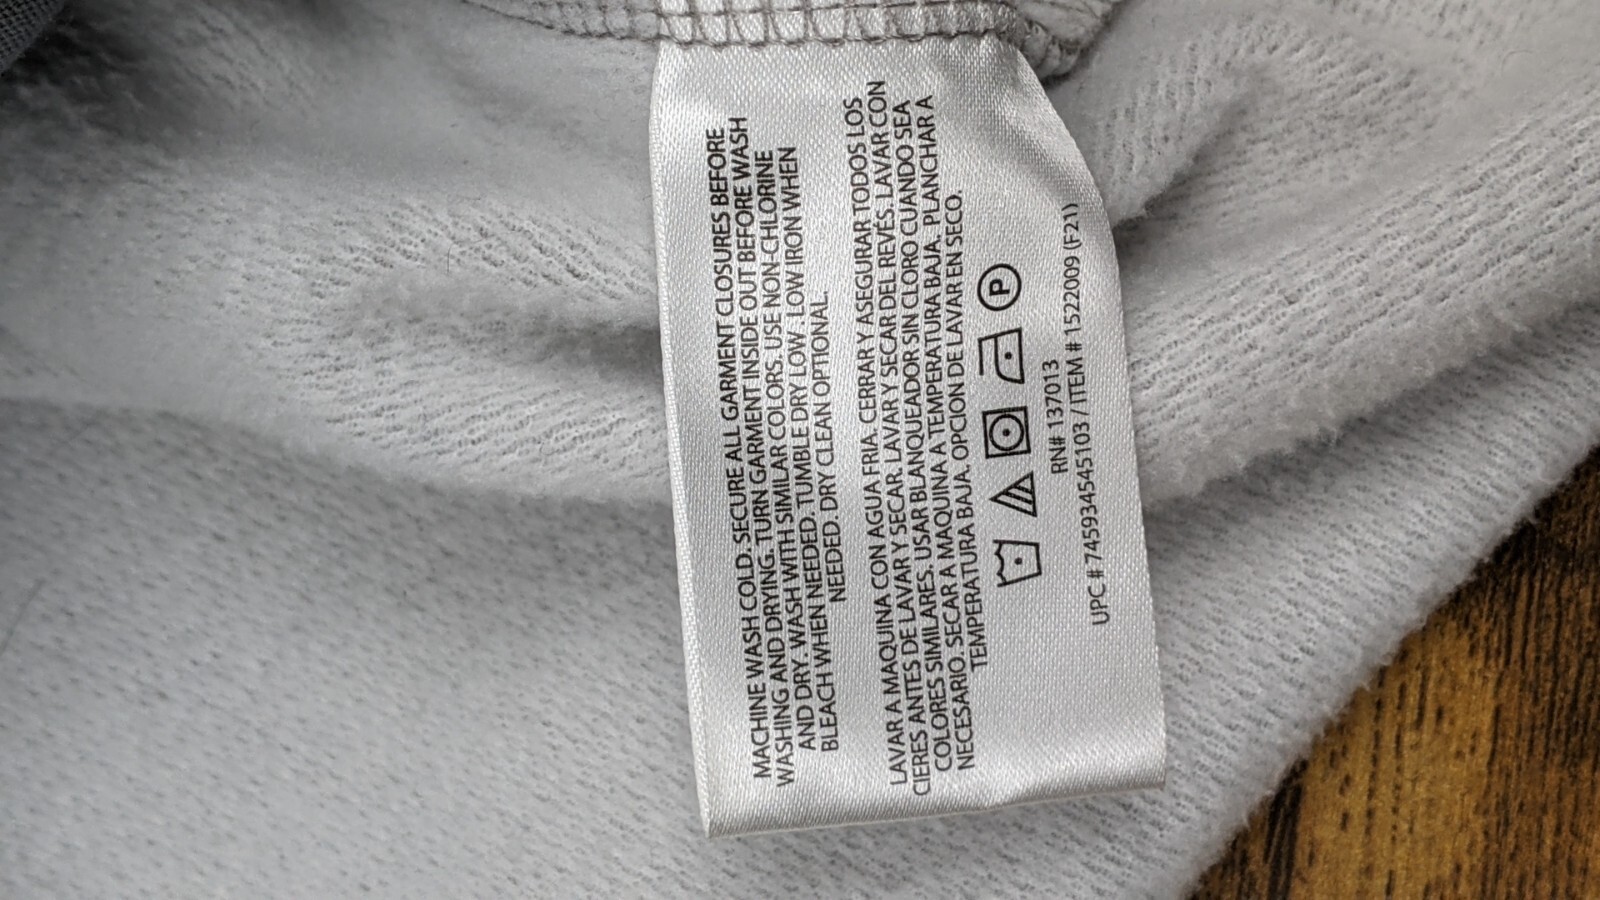 MACHINE WASH COLD. SECURE ALL GARMENT CLOSURES BEFORE
WASHING AND DRYING. TURN GARMENT INSIDE OUT BEFORE WASH
AND DRY. WASH WITH SIMILAR COLORS. USE NON-CHLORINE
BLEACH WHEN NEEDED. TUMBLE DRY LOW. LOW IRON WHEN
NEEDED. DRY CLEAN OPTIONAL.
LAVAR A MAQUINA CON AGUA FRIA. CERRAR Y ASEGURAR TODOS LOS
CIERES ANTES DE LAVAR Y SECAR. LAVAR Y SECAR DEL REVÉS. LAVAR CON
COLORES SIMILARES. USAR BLANQUEADOR SIN CLORO CUANDO SEA
NECESARIO. SECAR A MAQUINA A TEMPERATURA BAJA. PLANCHAR A
TEMPERATURA BAJA. OPCION DE LAVAR EN SECO.
P
RN# 137013
UPC # 745934545103 / ITEM # 1522009 (F21)